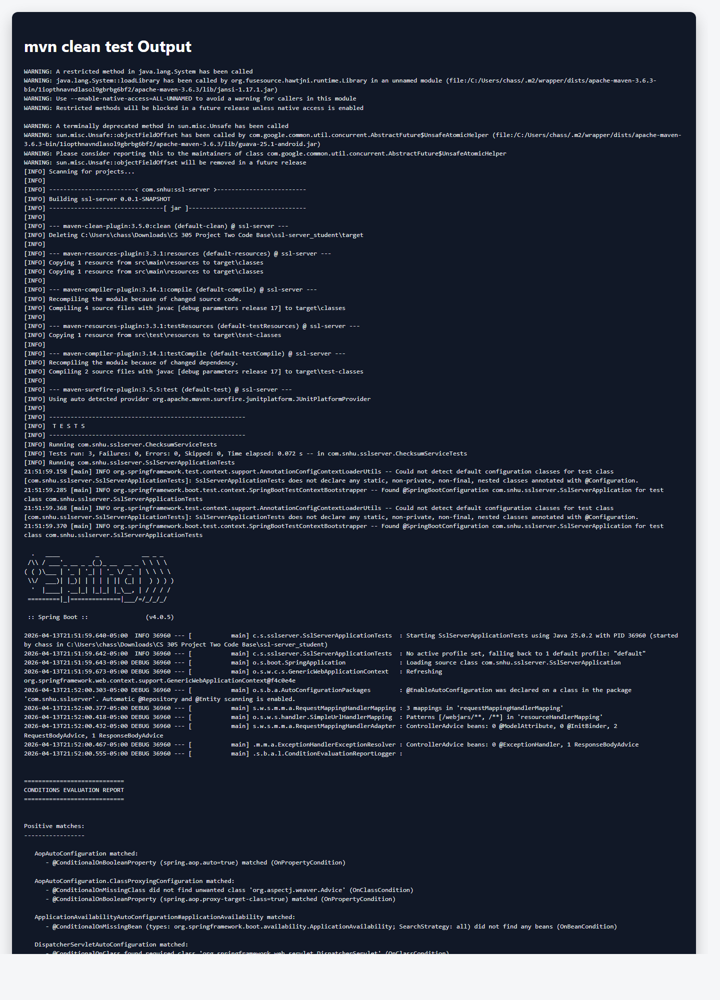 mvn clean test Output
WARNING: A restricted method in java.lang.System has been called
WARNING: java.lang.System::loadLibrary has been called by org.fusesource.hawtjni.runtime.Library in an unnamed module (file:/C:/Users/chass/.m2/wrapper/dists/apache-maven-3.6.3-
bin/1iopthnavndlasol9gbrbg6bf2/apache-maven-3.6.3/lib/jansi-1.17.1.jar)
WARNING: Use --enable-native-access=ALL-UNNAMED to avoid a warning for callers in this module
WARNING: Restricted methods will be blocked in a future release unless native access is enabled

WARNING: A terminally deprecated method in sun.misc.Unsafe has been called
WARNING: sun.misc.Unsafe::objectFieldOffset has been called by com.google.common.util.concurrent.AbstractFuture$UnsafeAtomicHelper (file:/C:/Users/chass/.m2/wrapper/dists/apache-maven-
3.6.3-bin/1iopthnavndlasol9gbrbg6bf2/apache-maven-3.6.3/lib/guava-25.1-android.jar)
WARNING: Please consider reporting this to the maintainers of class com.google.common.util.concurrent.AbstractFuture$UnsafeAtomicHelper
WARNING: sun.misc.Unsafe::objectFieldOffset will be removed in a future release
[INFO] Scanning for projects...
[INFO]
[INFO] ------------------------< com.snhu:ssl-server >-------------------------
[INFO] Building ssl-server 0.0.1-SNAPSHOT
[INFO] --------------------------------[ jar ]---------------------------------
[INFO]
[INFO] --- maven-clean-plugin:3.5.0:clean (default-clean) @ ssl-server ---
[INFO] Deleting C:\Users\chass\Downloads\CS 305 Project Two Code Base\ssl-server_student\target
[INFO]
[INFO] --- maven-resources-plugin:3.3.1:resources (default-resources) @ ssl-server ---
[INFO] Copying 1 resource from src\main\resources to target\classes
[INFO] Copying 1 resource from src\main\resources to target\classes
[INFO]
[INFO] --- maven-compiler-plugin:3.14.1:compile (default-compile) @ ssl-server ---
[INFO] Recompiling the module because of changed source code.
[INFO] Compiling 4 source files with javac [debug parameters release 17] to target\classes
[INFO]
[INFO] --- maven-resources-plugin:3.3.1:testResources (default-testResources) @ ssl-server ---
[INFO] Copying 1 resource from src\test\resources to target\test-classes
[INFO]
[INFO] --- maven-compiler-plugin:3.14.1:testCompile (default-testCompile) @ ssl-server ---
[INFO] Recompiling the module because of changed dependency.
[INFO] Compiling 2 source files with javac [debug parameters release 17] to target\test-classes
[INFO]
[INFO] --- maven-surefire-plugin:3.5.5:test (default-test) @ ssl-server ---
[INFO] Using auto detected provider org.apache.maven.surefire.junitplatform.JUnitPlatformProvider
[INFO]
[INFO] -------------------------------------------------------
[INFO]  T E S T S
[INFO] -------------------------------------------------------
[INFO] Running com.snhu.sslserver.ChecksumServiceTests
[INFO] Tests run: 3, Failures: 0, Errors: 0, Skipped: 0, Time elapsed: 0.072 s -- in com.snhu.sslserver.ChecksumServiceTests
[INFO] Running com.snhu.sslserver.SslServerApplicationTests
21:51:59.158 [main] INFO org.springframework.test.context.support.AnnotationConfigContextLoaderUtils -- Could not detect default configuration classes for test class
[com.snhu.sslserver.SslServerApplicationTests]: SslServerApplicationTests does not declare any static, non-private, non-final, nested classes annotated with @Configuration.
21:51:59.285 [main] INFO org.springframework.boot.test.context.SpringBootTestContextBootstrapper -- Found @SpringBootConfiguration com.snhu.sslserver.SslServerApplication for test
class com.snhu.sslserver.SslServerApplicationTests
21:51:59.368 [main] INFO org.springframework.test.context.support.AnnotationConfigContextLoaderUtils -- Could not detect default configuration classes for test class
[com.snhu.sslserver.SslServerApplicationTests]: SslServerApplicationTests does not declare any static, non-private, non-final, nested classes annotated with @Configuration.
21:51:59.370 [main] INFO org.springframework.boot.test.context.SpringBootTestContextBootstrapper -- Found @SpringBootConfiguration com.snhu.sslserver.SslServerApplication for test
class com.snhu.sslserver.SslServerApplicationTests

  .   ____          _            __ _ _
 /\\ / ___'_ __ _ _(_)_ __  __ _ \ \ \ \
( ( )\___ | '_ | '_| | '_ \/ _` | \ \ \ \
 \\/  ___)| |_)| | | | | || (_| |  ) ) ) )
  '  |____| .__|_| |_|_| |_\__, | / / / /
 =========|_|==============|___/=/_/_/_/

 :: Spring Boot ::                (v4.0.5)

2026-04-13T21:51:59.640-05:00  INFO 36960 --- [           main] c.s.sslserver.SslServerApplicationTests  : Starting SslServerApplicationTests using Java 25.0.2 with PID 36960 (started
by chass in C:\Users\chass\Downloads\CS 305 Project Two Code Base\ssl-server_student)
2026-04-13T21:51:59.642-05:00  INFO 36960 --- [           main] c.s.sslserver.SslServerApplicationTests  : No active profile set, falling back to 1 default profile: "default"
2026-04-13T21:51:59.643-05:00 DEBUG 36960 --- [           main] o.s.boot.SpringApplication               : Loading source class com.snhu.sslserver.SslServerApplication
2026-04-13T21:51:59.673-05:00 DEBUG 36960 --- [           main] o.s.w.c.s.GenericWebApplicationContext   : Refreshing
org.springframework.web.context.support.GenericWebApplicationContext@f4c0e4e
2026-04-13T21:52:00.303-05:00 DEBUG 36960 --- [           main] o.s.b.a.AutoConfigurationPackages        : @EnableAutoConfiguration was declared on a class in the package
'com.snhu.sslserver'. Automatic @Repository and @Entity scanning is enabled.
2026-04-13T21:52:00.377-05:00 DEBUG 36960 --- [           main] s.w.s.m.m.a.RequestMappingHandlerMapping : 3 mappings in 'requestMappingHandlerMapping'
2026-04-13T21:52:00.418-05:00 DEBUG 36960 --- [           main] o.s.w.s.handler.SimpleUrlHandlerMapping  : Patterns [/webjars/**, /**] in 'resourceHandlerMapping'
2026-04-13T21:52:00.432-05:00 DEBUG 36960 --- [           main] s.w.s.m.m.a.RequestMappingHandlerAdapter : ControllerAdvice beans: 0 @ModelAttribute, 0 @InitBinder, 2
RequestBodyAdvice, 1 ResponseBodyAdvice
2026-04-13T21:52:00.467-05:00 DEBUG 36960 --- [           main] .m.m.a.ExceptionHandlerExceptionResolver : ControllerAdvice beans: 0 @ExceptionHandler, 1 ResponseBodyAdvice
2026-04-13T21:52:00.555-05:00 DEBUG 36960 --- [           main] .s.b.a.l.ConditionEvaluationReportLogger :

============================
CONDITIONS EVALUATION REPORT
============================

Positive matches:
-----------------

   AopAutoConfiguration matched:
      - @ConditionalOnBooleanProperty (spring.aop.auto=true) matched (OnPropertyCondition)

   AopAutoConfiguration.ClassProxyingConfiguration matched:
      - @ConditionalOnMissingClass did not find unwanted class 'org.aspectj.weaver.Advice' (OnClassCondition)
      - @ConditionalOnBooleanProperty (spring.aop.proxy-target-class=true) matched (OnPropertyCondition)

   ApplicationAvailabilityAutoConfiguration#applicationAvailability matched:
      - @ConditionalOnMissingBean (types: org.springframework.boot.availability.ApplicationAvailability; SearchStrategy: all) did not find any beans (OnBeanCondition)

   DispatcherServletAutoConfiguration matched:
      - @ConditionalOnClass found required class 'org.springframework.web.servlet.DispatcherServlet' (OnClassCondition)